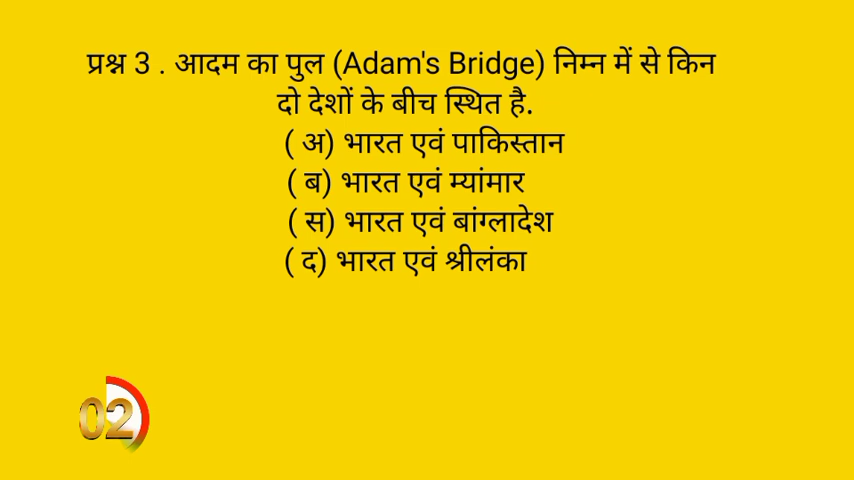 प्रश्न 3 . आदम का पुल (Adam's Bridge) निम्न में से किन
दो देशों के बीच स्थित है.
( अ) भारत एवं पाकिस्तान
( ब) भारत एवं म्यांमार
( स) भारत एवं बांग्लादेश
( द) भारत एवं श्रीलंका
02